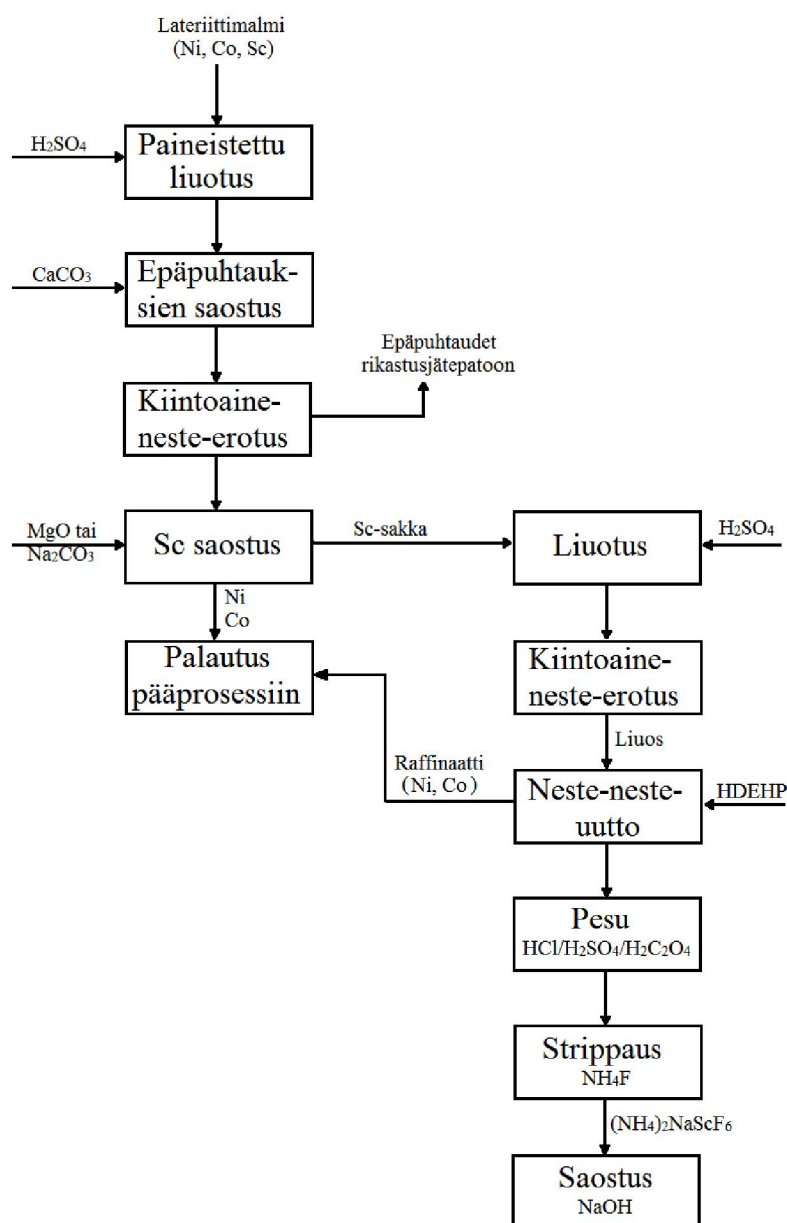 Lateriittimalmi
(Ni, Co, Sc)
H₂SO₄
Paineistettu
liuotus
CaCO₃
Epäpuhtauk-
sien saostus
Epäpuhtaudet
rikastusjätepatoon
Kiintoaine-
neste-erotus
MgO tai
Na₂CO₃
Sc saostus
Sc-sakka
Liuotus
H₂SO₄
Ni
Co
Palautus
pääprosessiin
Kiintoaine-
neste-erotus
Liuos
Raffinaatti
(Ni, Co)
Neste-neste-
uutto
HDEHP
Pesu
HCl/H₂SO₄/H₂C₂O₄
Strippaus
NH₄F
(NH₄)₂NaScF₆
Saostus
NaOH